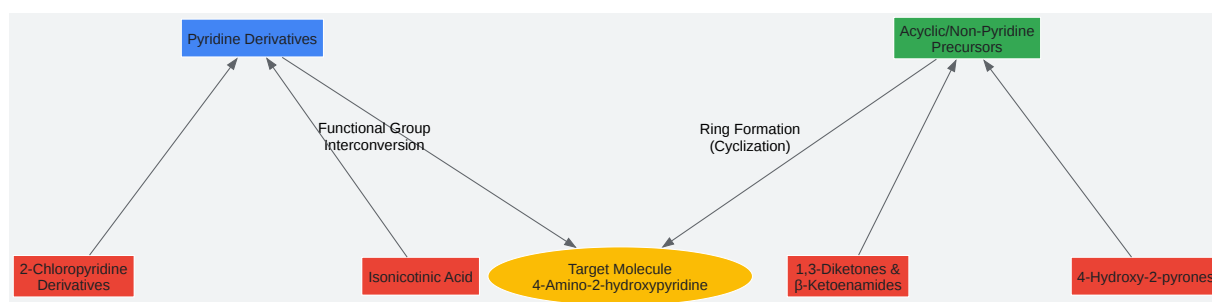 Pyridine Derivatives
Acyclic/Non-Pyridine
Precursors
Functional Group
Interconversion
Ring Formation
(Cyclization)
2-Chloropyridine
Derivatives
Isonicotinic Acid
Target Molecule
4-Amino-2-hydroxypyridine
1,3-Diketones &
β-Ketoenamides
4-Hydroxy-2-pyrones